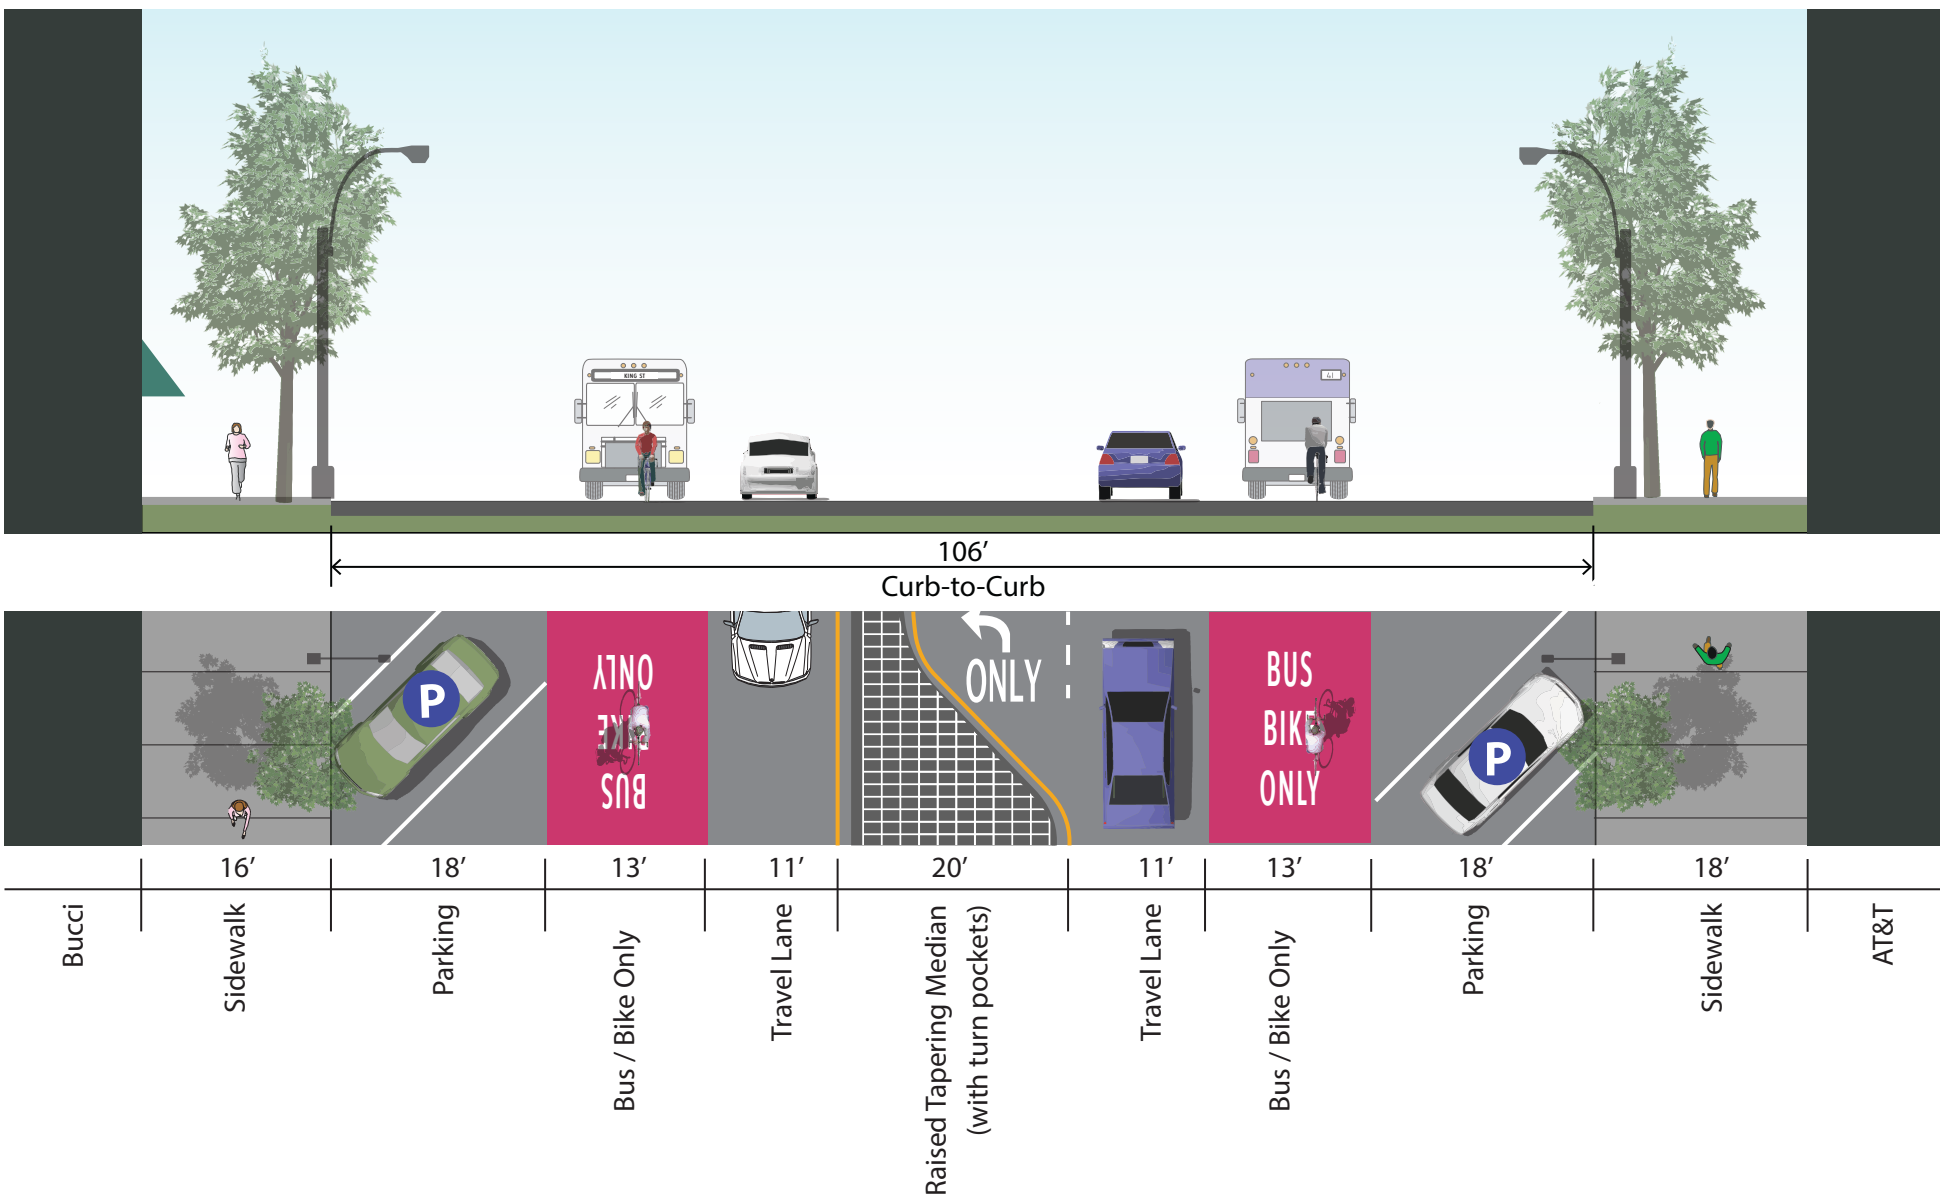 KING ST
41
106’
Curb-to-Curb
ONLY
BIKE
BUS
P
ONLY
BUS
BIKE
ONLY
P
16’
18’
13’
11’
20’
11’
13’
18’
18’
Bucci
Sidewalk
Parking
Bus / Bike Only
Travel Lane
Raised Tapering Median
(with turn pockets)
Travel Lane
Bus / Bike Only
Parking
Sidewalk
AT&T